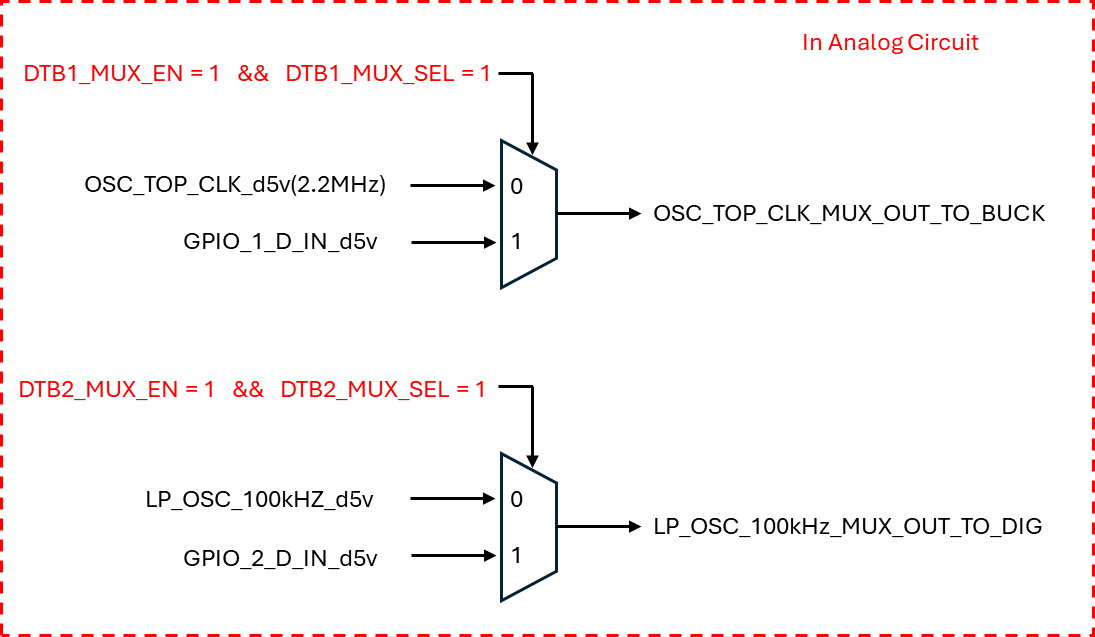 In Analog Circuit
DTB1_MUX_EN = 1 && DTB1_MUX_SEL = 1
OSC_TOP_CLK_d5v(2.2MHz)
0
GPIO_1_D_IN_d5v
1
OSC_TOP_CLK_MUX_OUT_TO_BUCK
DTB2_MUX_EN = 1 && DTB2_MUX_SEL = 1
LP_OSC_100kHZ_d5v
0
GPIO_2_D_IN_d5v
1
LP_OSC_100kHz_MUX_OUT_TO_DIG